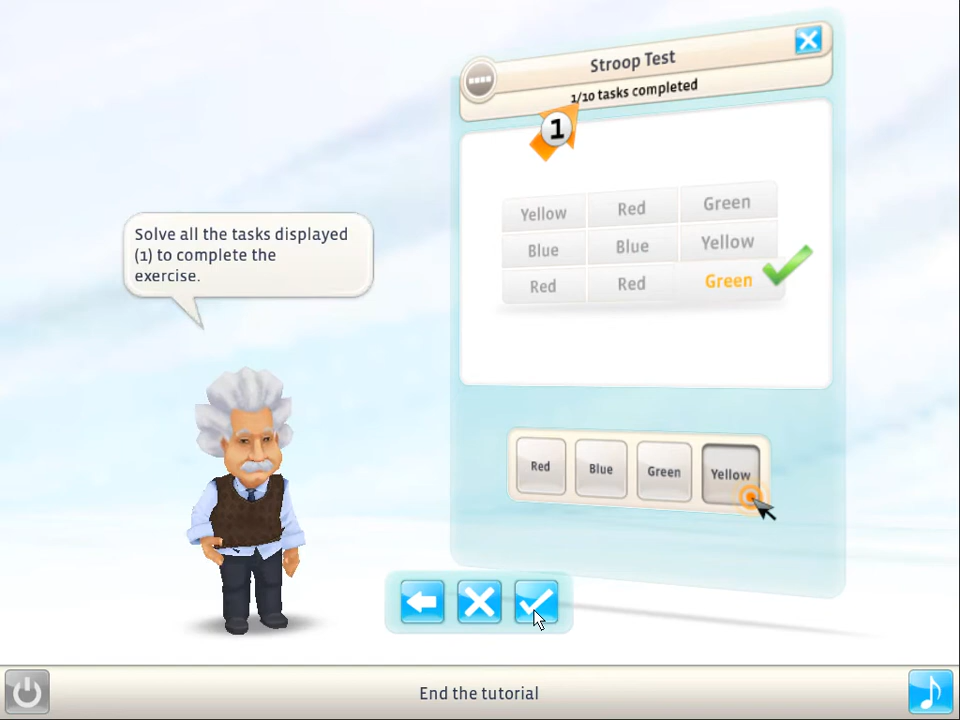 Stroop Test
1/10 tasks completed
1
Yellow Red Green
Blue Blue Yellow
Red Red Green
Solve all the tasks displayed
(1) to complete the
exercise.
Red Blue Green Yellow
End the tutorial